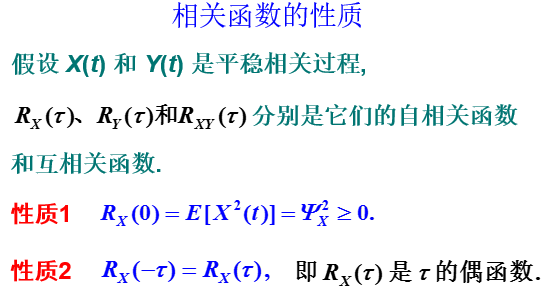 相关函数的性质
假设 X(t) 和 Y(t) 是平稳相关过程,
R_X(τ)、R_Y(τ)和R_XY(τ) 分别是它们的自相关函数
和互相关函数.
性质1 R_X(0) = E[X²(t)] = Ψ_X² ≥ 0.
性质2 R_X(−τ) = R_X(τ), 即 R_X(τ) 是 τ 的偶函数.